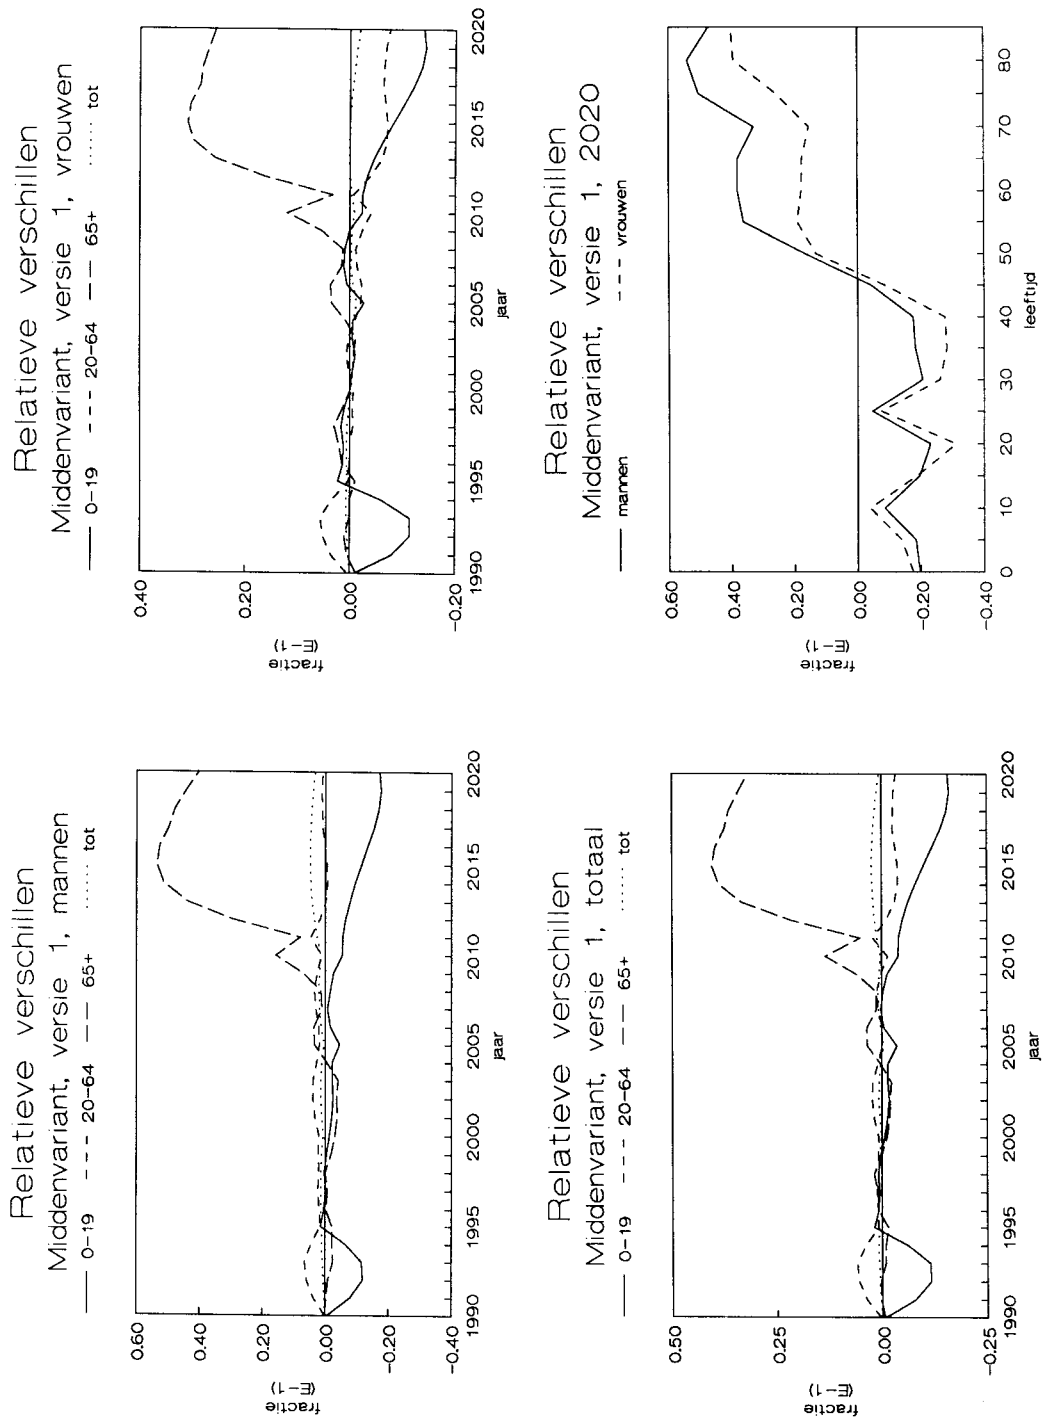 Relatieve verschillen
Middenvariant, versie 1, mannen
0-19 20-64 65+ tot
0.60
0.40
0.20
0.00
-0.20
-0.40
fractie
(E-1)
1990 1995 2000 2005 2010 2015 2020
jaar
Relatieve verschillen
Middenvariant, versie 1, vrouwen
0-19 20-64 65+ tot
0.40
0.20
0.00
-0.20
fractie
(E-1)
1990 1995 2000 2005 2010 2015 2020
jaar
Relatieve verschillen
Middenvariant, versie 1, totaal
0-19 20-64 65+ tot
0.50
0.25
0.00
-0.25
fractie
(E-1)
1990 1995 2000 2005 2010 2015 2020
jaar
Relatieve verschillen
Middenvariant, versie 1, 2020
mannen vrouwen
0.60
0.40
0.20
0.00
-0.20
-0.40
fractie
(E-1)
0 10 20 30 40 50 60 70 80
leeftijd